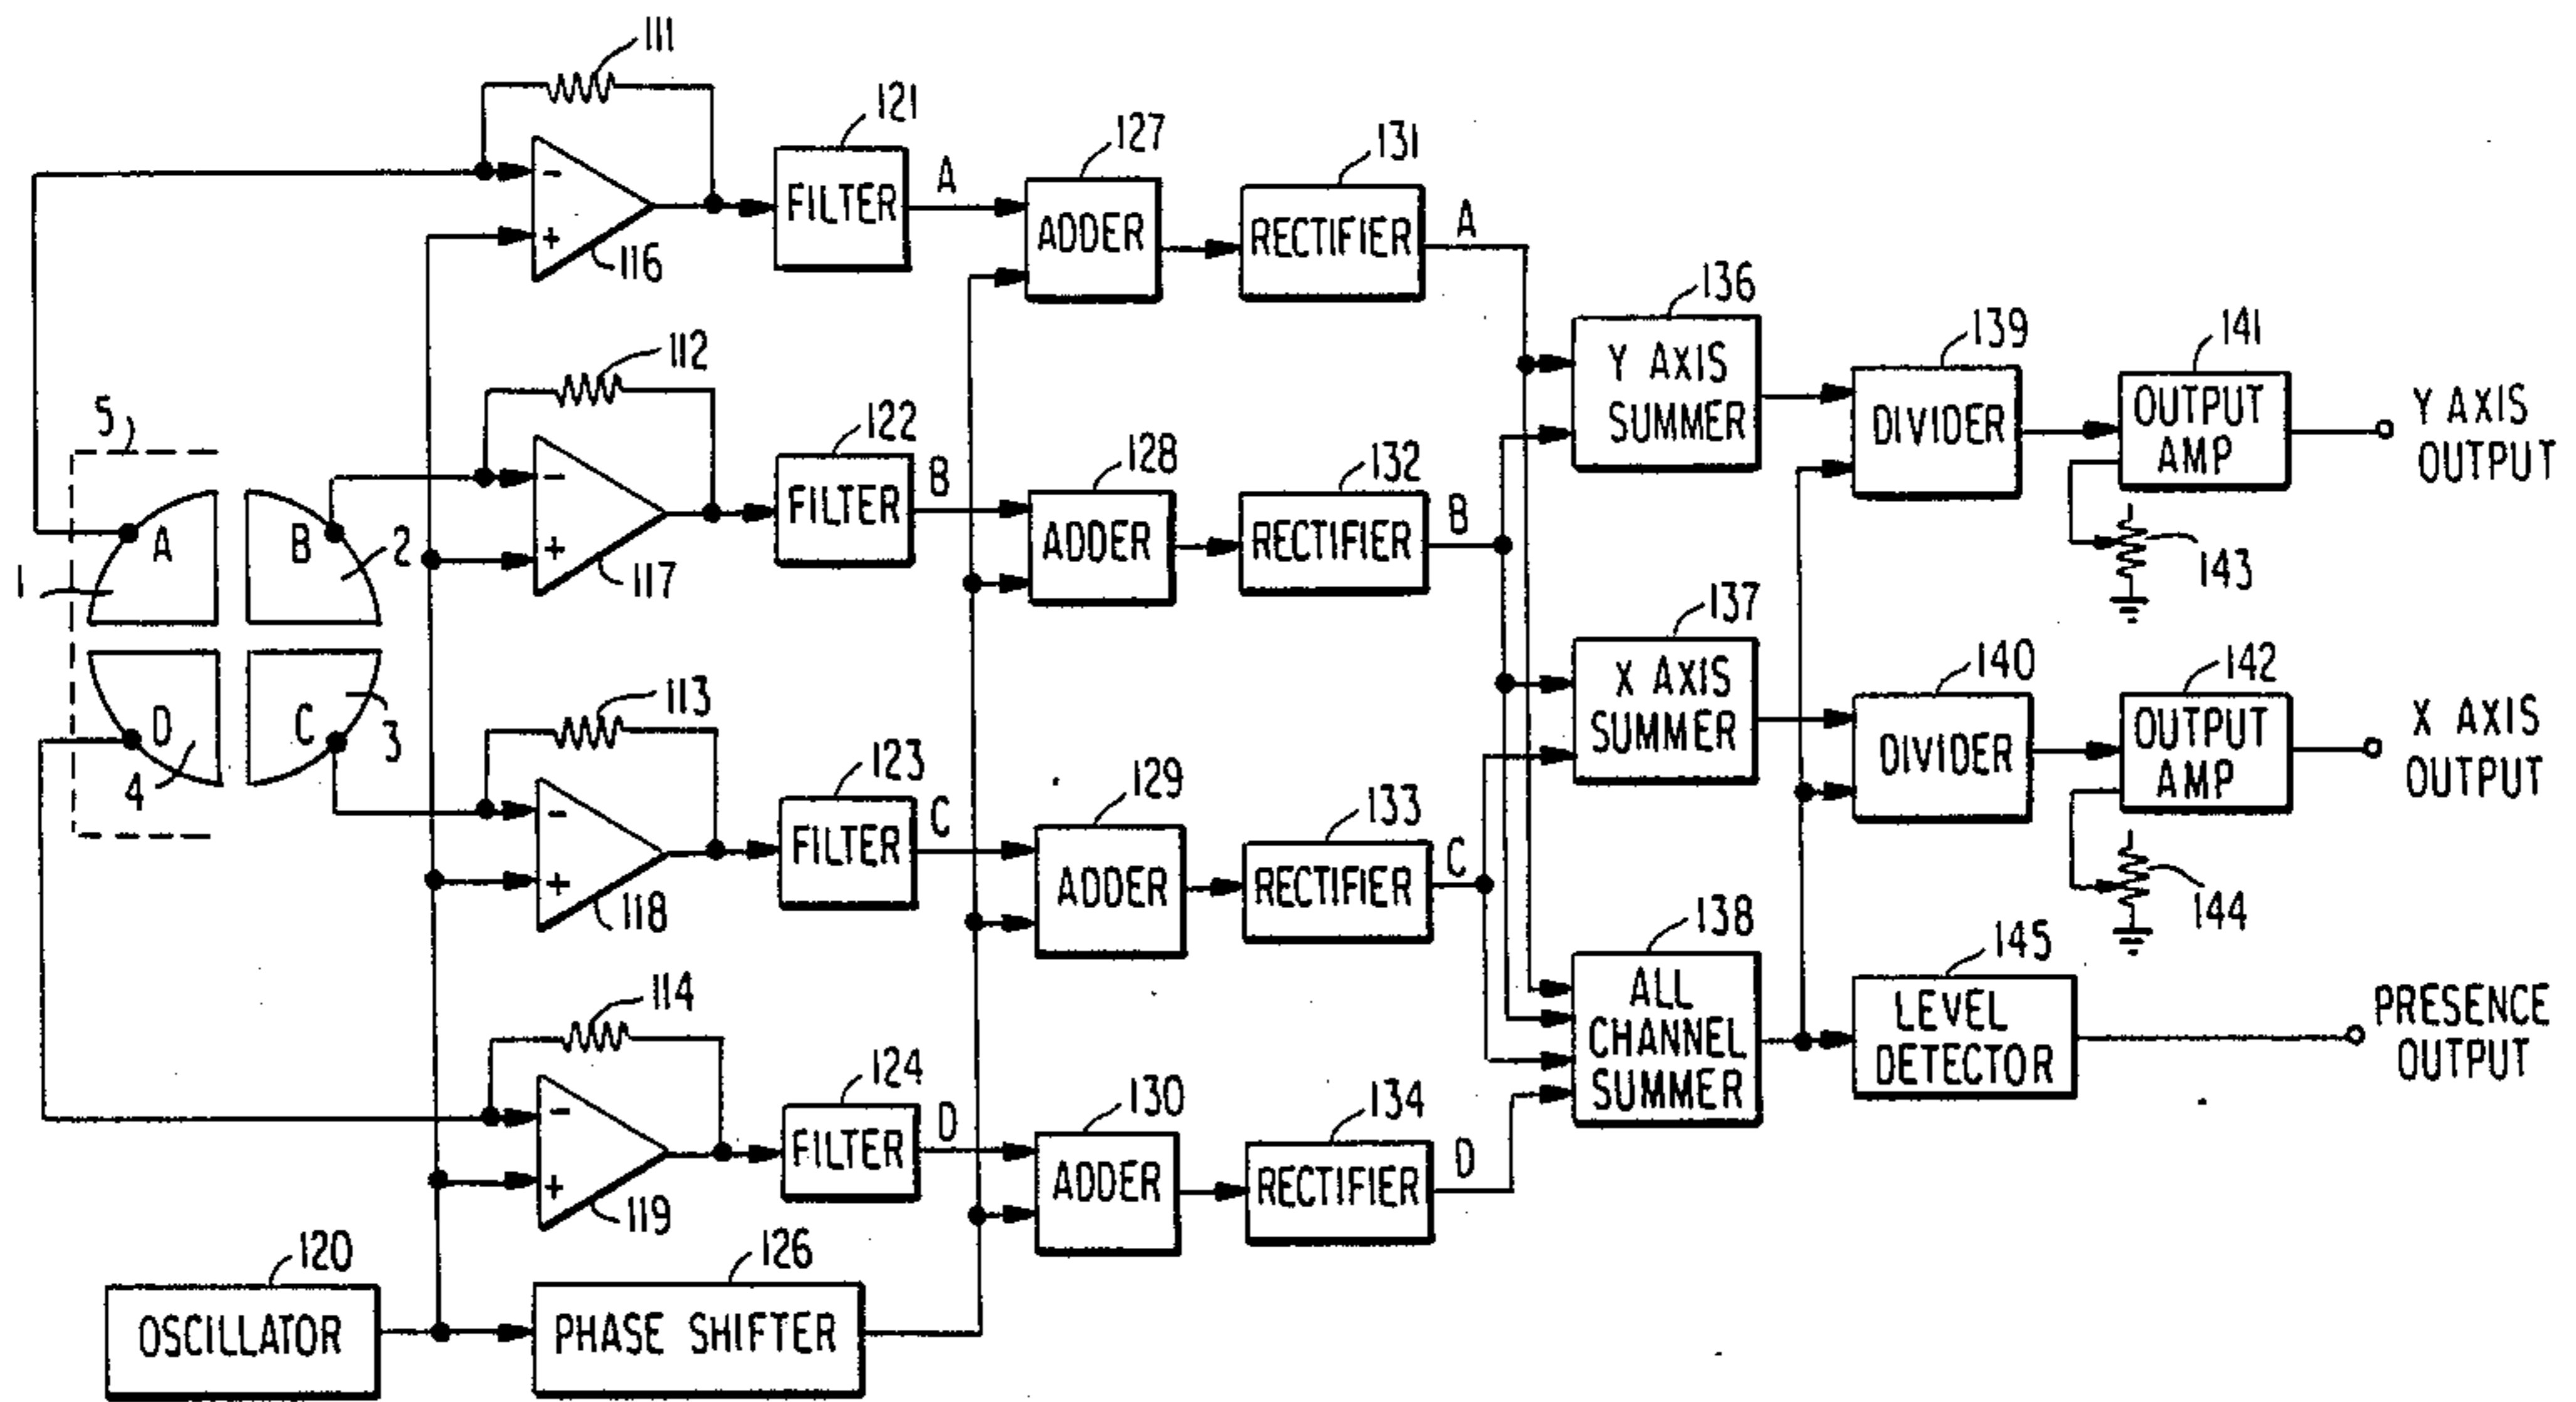 111
121
FILTER
A
127
ADDER
131
RECTIFIER
A
-
+
116
136
Y AXIS
SUMMER
139
DIVIDER
141
OUTPUT
AMP
Y AXIS
OUTPUT
143
112
122
FILTER
B
128
ADDER
132
RECTIFIER
B
-
+
117
5
A
B
1
2
D
C
4
3
137
X AXIS
SUMMER
140
DIVIDER
142
OUTPUT
AMP
X AXIS
OUTPUT
144
113
123
FILTER
C
129
ADDER
133
RECTIFIER
C
-
+
118
138
ALL
CHANNEL
SUMMER
145
LEVEL
DETECTOR
PRESENCE
OUTPUT
114
124
FILTER
D
130
ADDER
134
RECTIFIER
D
-
+
119
120
OSCILLATOR
126
PHASE SHIFTER